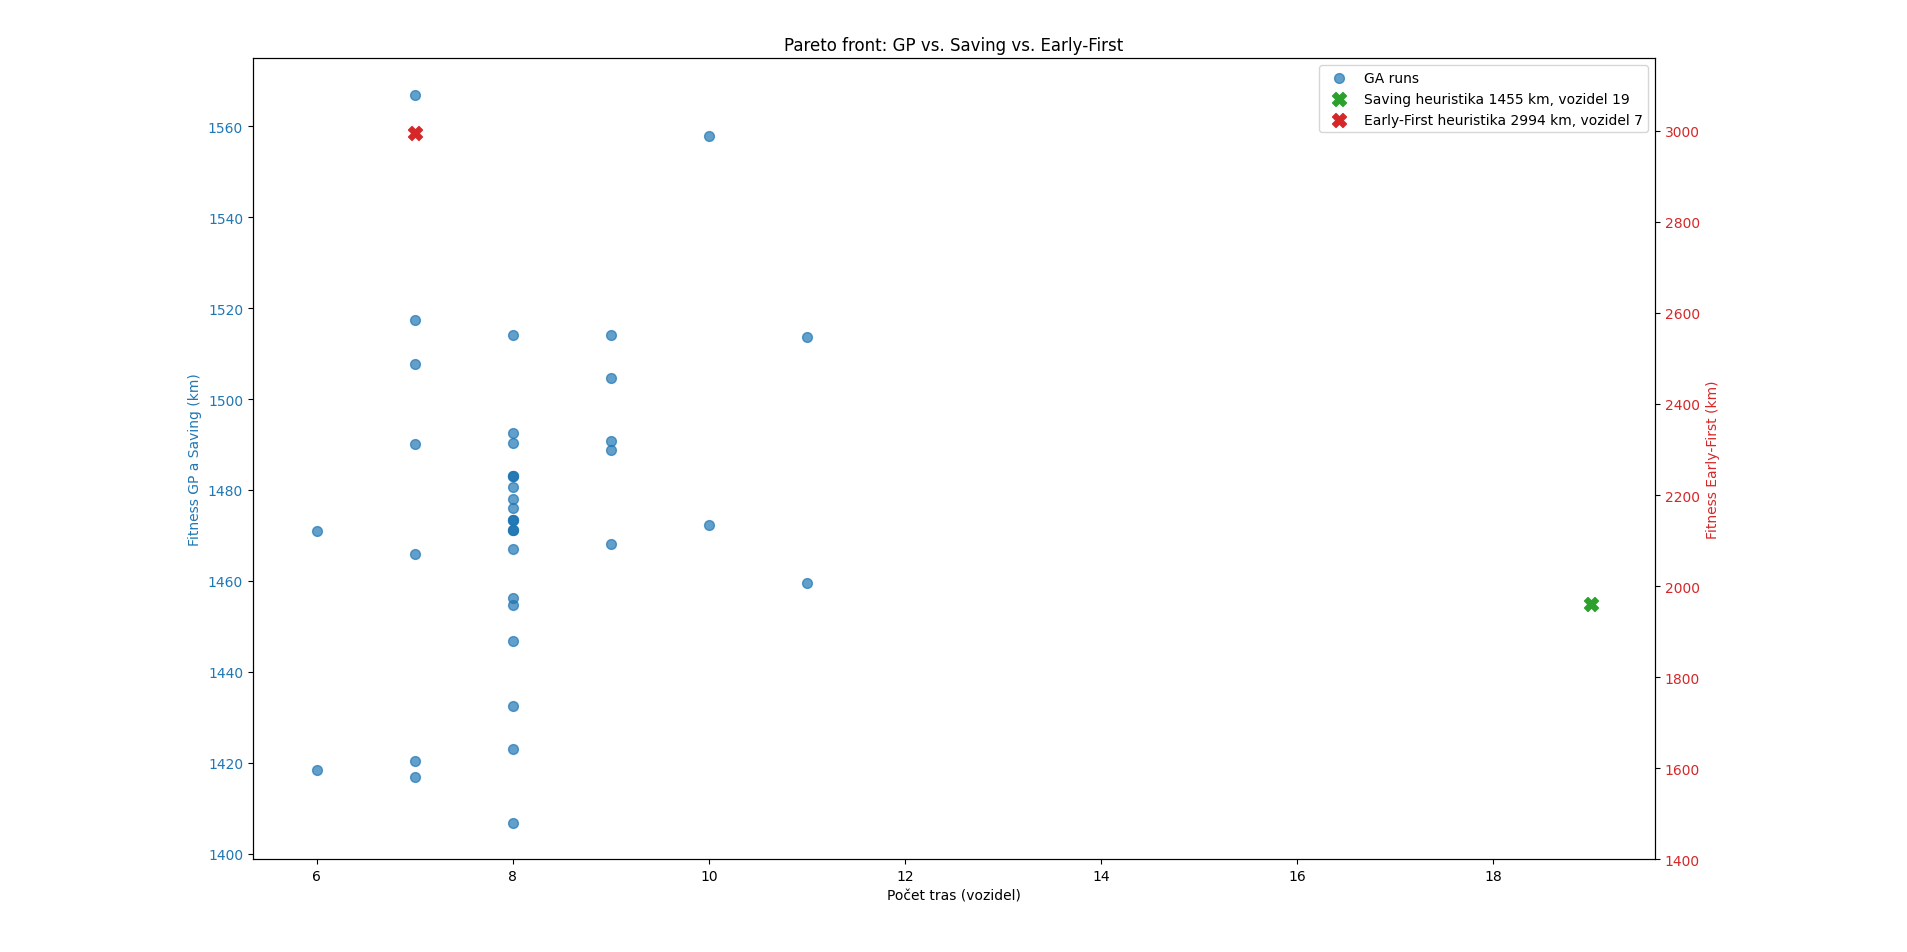 Pareto front: GP vs. Saving vs. Early-First
GA runs
Saving heuristika 1455 km, vozidel 19
Early-First heuristika 2994 km, vozidel 7
Fitness GP a Saving (km)
1560
1540
1520
1500
1480
1460
1440
1420
1400
3000
2800
2600
2400
2200
2000
1800
1600
1400
Fitness Early-First (km)
6 8 10 12 14 16 18
Počet tras (vozidel)